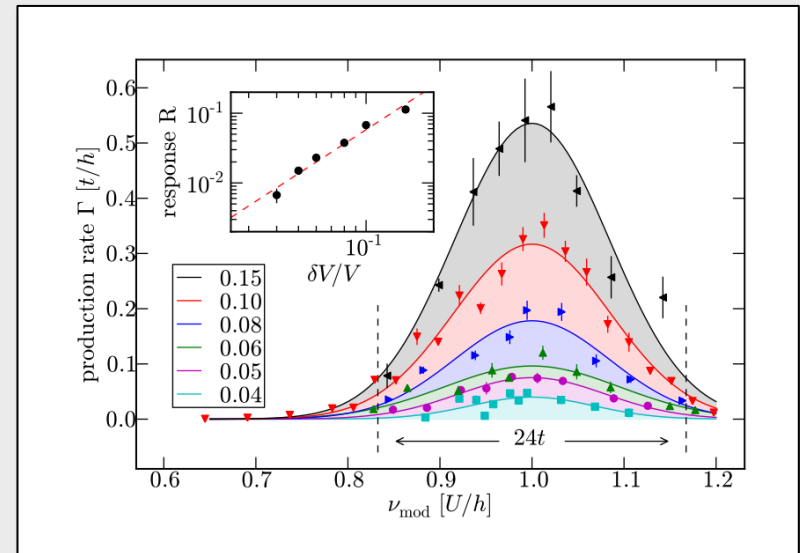 production rate Γ [t/h]
0.6
0.5
0.4
0.3
0.2
0.1
0.0
response R
10⁻¹
10⁻²
10⁻¹
δV/V
0.15
0.10
0.08
0.06
0.05
0.04
24t
0.6 0.7 0.8 0.9 1.0 1.1 1.2
ν_mod [U/h]